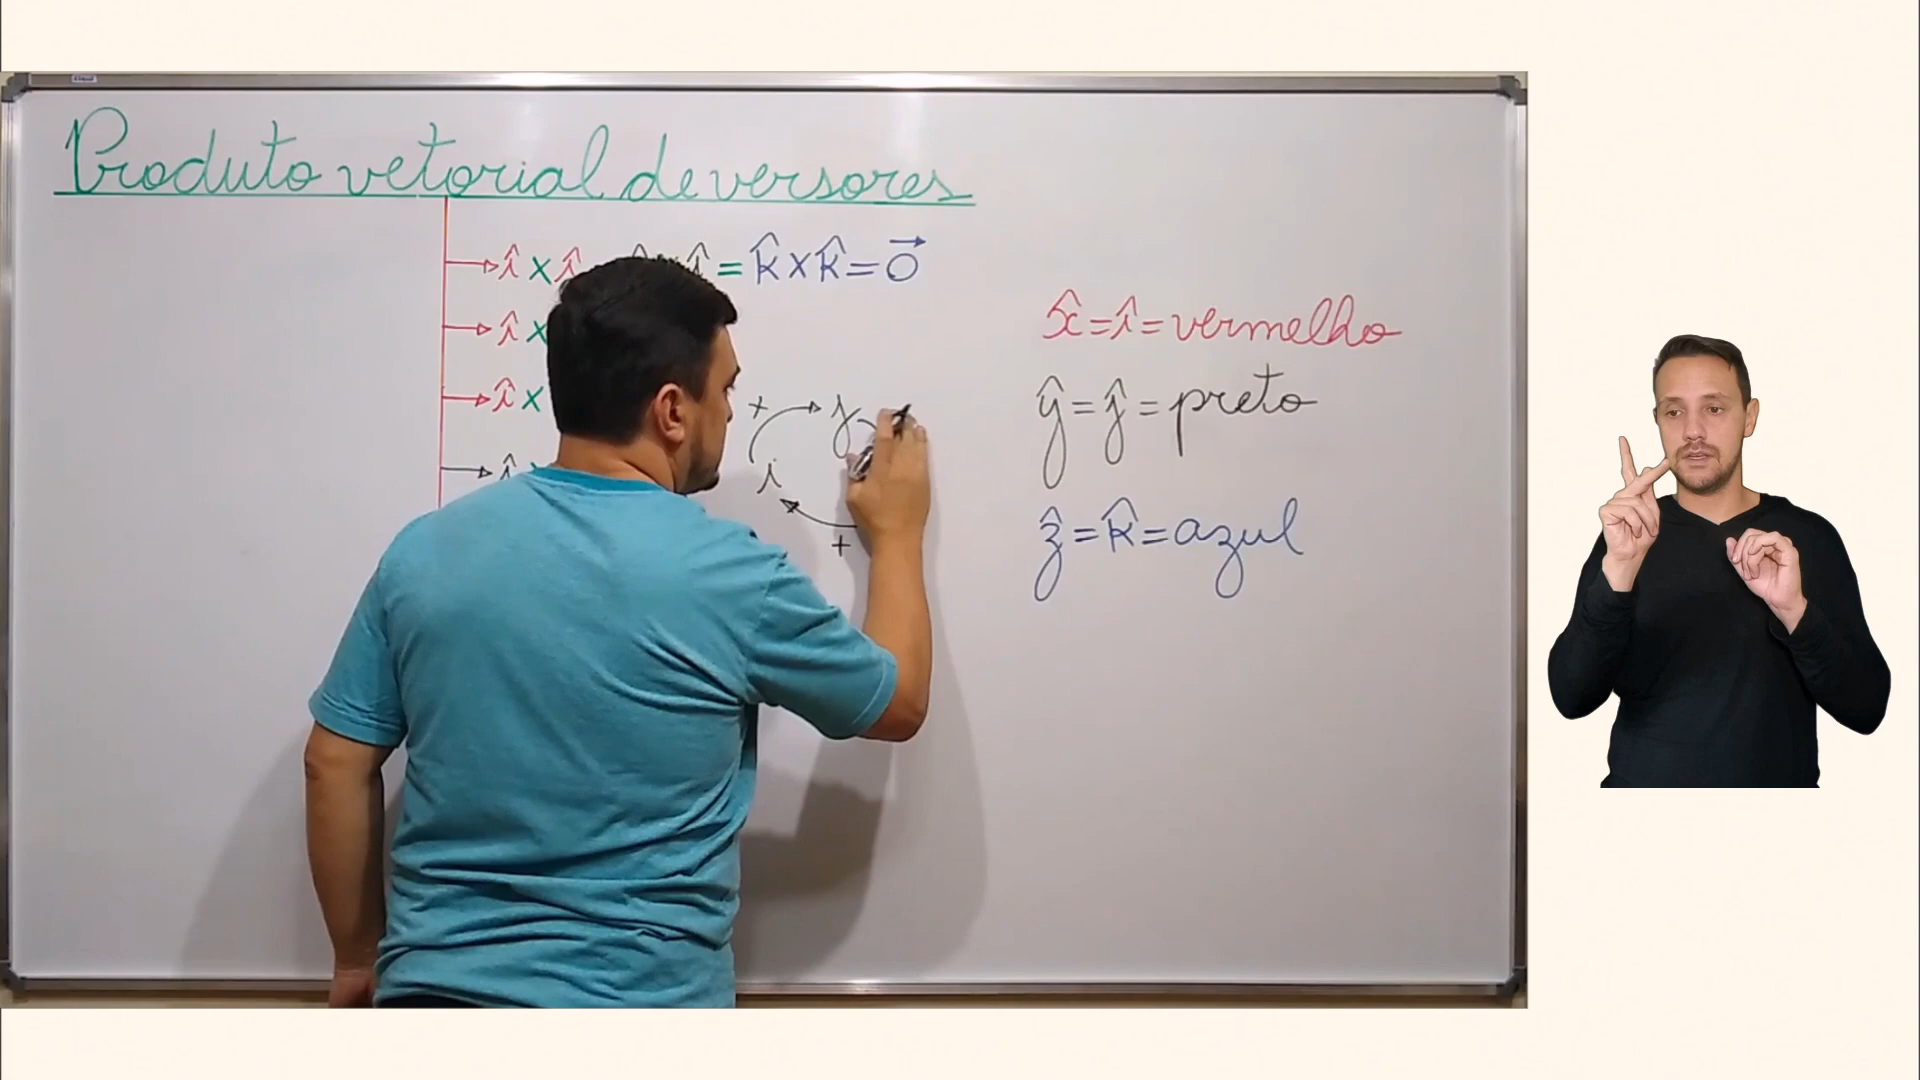 Produto vetorial de versores
î × î = k̂ × k̂ = 0⃗
î ×
î ×
ĵ ×
+ j
i
+
x̂ = î = vermelho
ŷ = ĵ = preto
ẑ = k̂ = azul